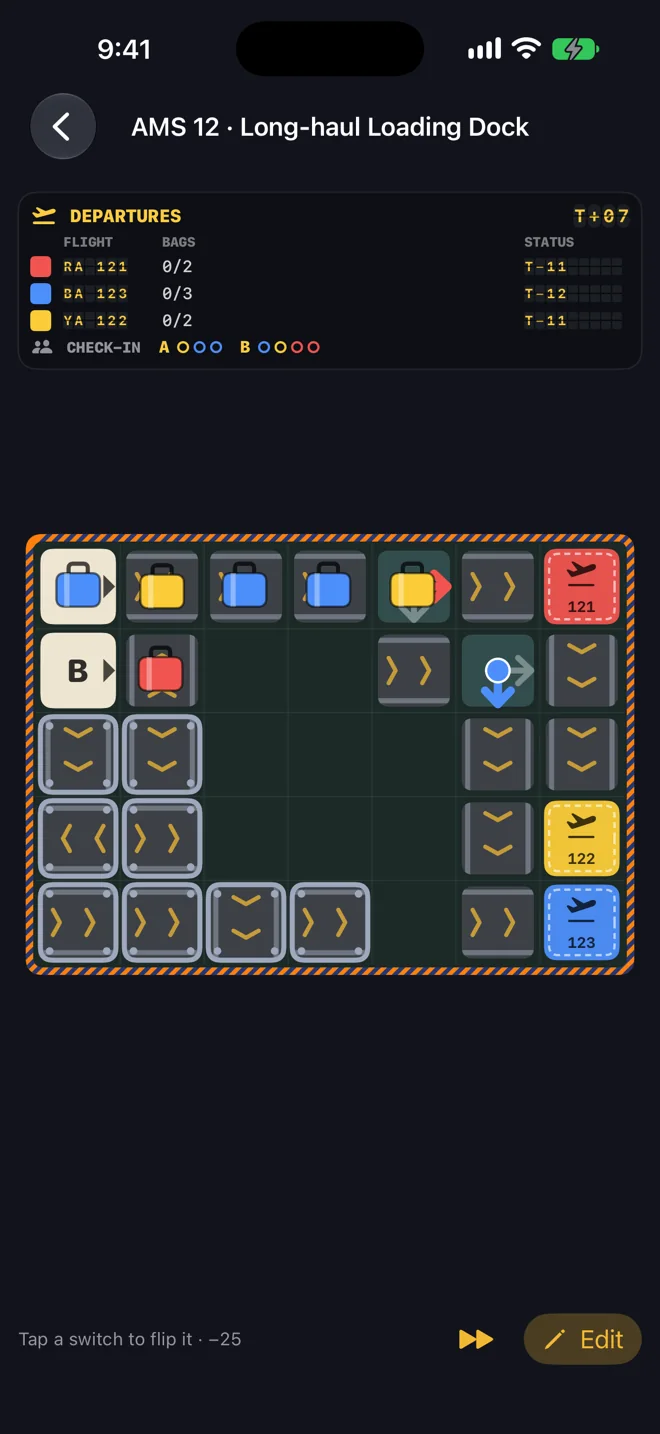 9:41
AMS 12 · Long-haul Loading Dock
DEPARTURES T+07
FLIGHT BAGS STATUS
RA 121 0/2 T-11
BA 123 0/3 T-12
YA 122 0/2 T-11
CHECK-IN A B
121
B
122
123
Tap a switch to flip it · −25
Edit